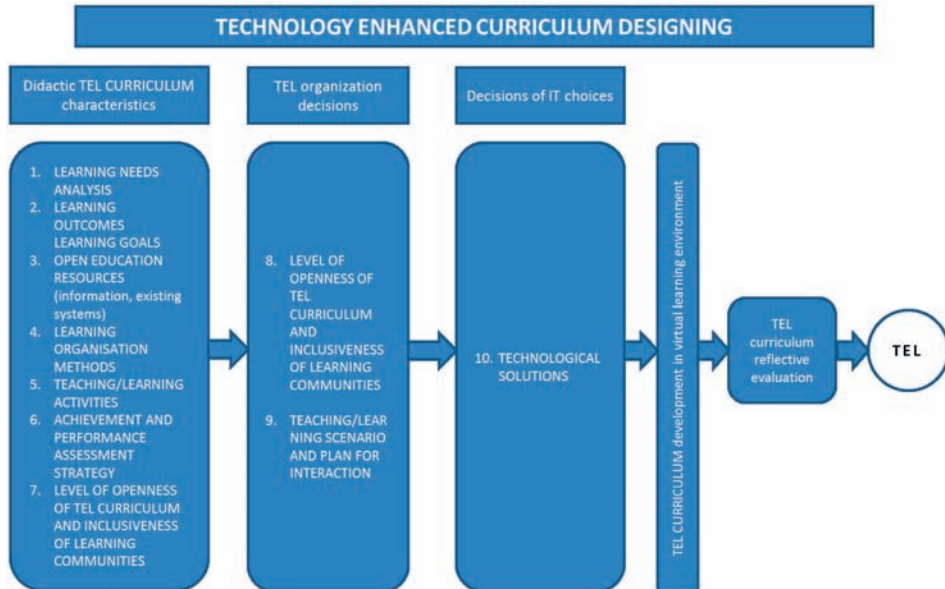 TECHNOLOGY ENHANCED CURRICULUM DESIGNING
Didactic TEL CURRICULUM
characteristics
TEL organization
decisions
Decisions of IT choices
1. LEARNING NEEDS
ANALYSIS
2. LEARNING
OUTCOMES
LEARNING GOALS
3. OPEN EDUCATION
RESOURCES
(information, existing
systems)
4. LEARNING
ORGANISATION
METHODS
5. TEACHING/LEARNING
ACTIVITIES
6. ACHIEVEMENT AND
PERFORMANCE
ASSESSMENT
STRATEGY
7. LEVEL OF OPENNESS
OF TEL CURRICULUM
AND INCLUSIVENESS
OF LEARNING
COMMUNITIES
8. LEVEL OF
OPENNESS OF
TEL
CURRICULUM
AND
INCLUSIVENESS
OF LEARNING
COMMUNITIES
9. TEACHING/LEAR
NING SCENARIO
AND PLAN FOR
INTERACTION
10. TECHNOLOGICAL
SOLUTIONS
TEL CURRICULUM development in virtual learning environment
TEL
curriculum
reflective
evaluation
TEL